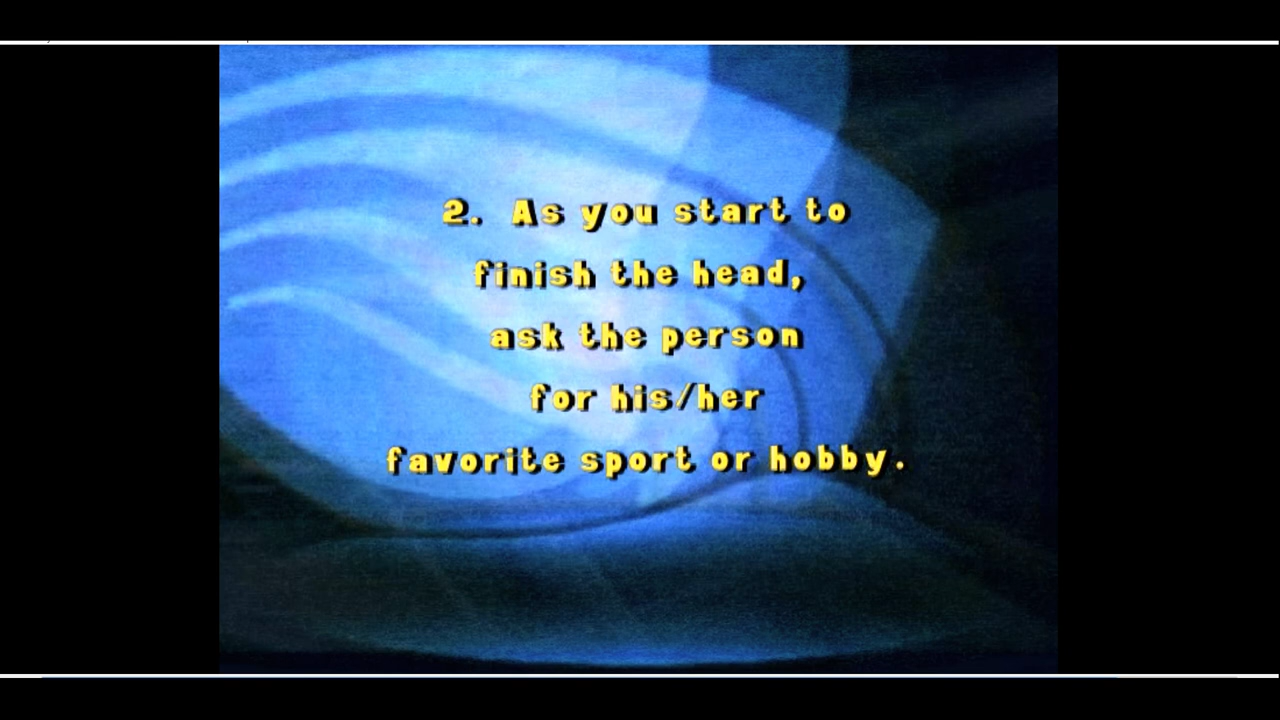 2. As you start to
finish the head,
ask the person
for his/her
favorite sport or hobby.